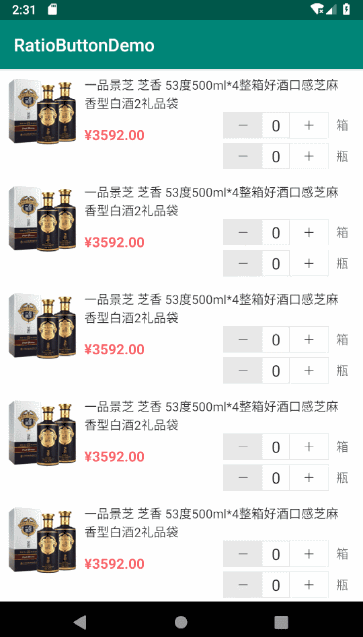 2:31
RatioButtonDemo
一品景芝 芝香 53度500ml*4整箱好酒口感芝麻
香型白酒2礼品袋
¥3592.00
— 0 + 箱
— 0 + 瓶
一品景芝 芝香 53度500ml*4整箱好酒口感芝麻
香型白酒2礼品袋
¥3592.00
— 0 + 箱
— 0 + 瓶
一品景芝 芝香 53度500ml*4整箱好酒口感芝麻
香型白酒2礼品袋
¥3592.00
— 0 + 箱
— 0 + 瓶
一品景芝 芝香 53度500ml*4整箱好酒口感芝麻
香型白酒2礼品袋
¥3592.00
— 0 + 箱
— 0 + 瓶
一品景芝 芝香 53度500ml*4整箱好酒口感芝麻
香型白酒2礼品袋
¥3592.00
— 0 + 箱
— 0 + 瓶